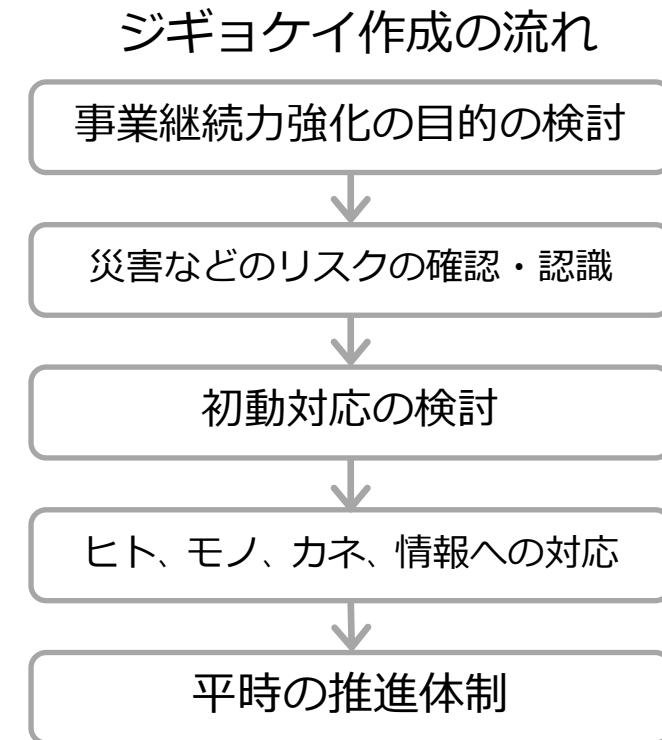 ジギョケイ作成の流れ
事業継続力強化の目的の検討
災害などのリスクの確認・認識
初動対応の検討
ヒト、モノ、カネ、情報への対応
平時の推進体制